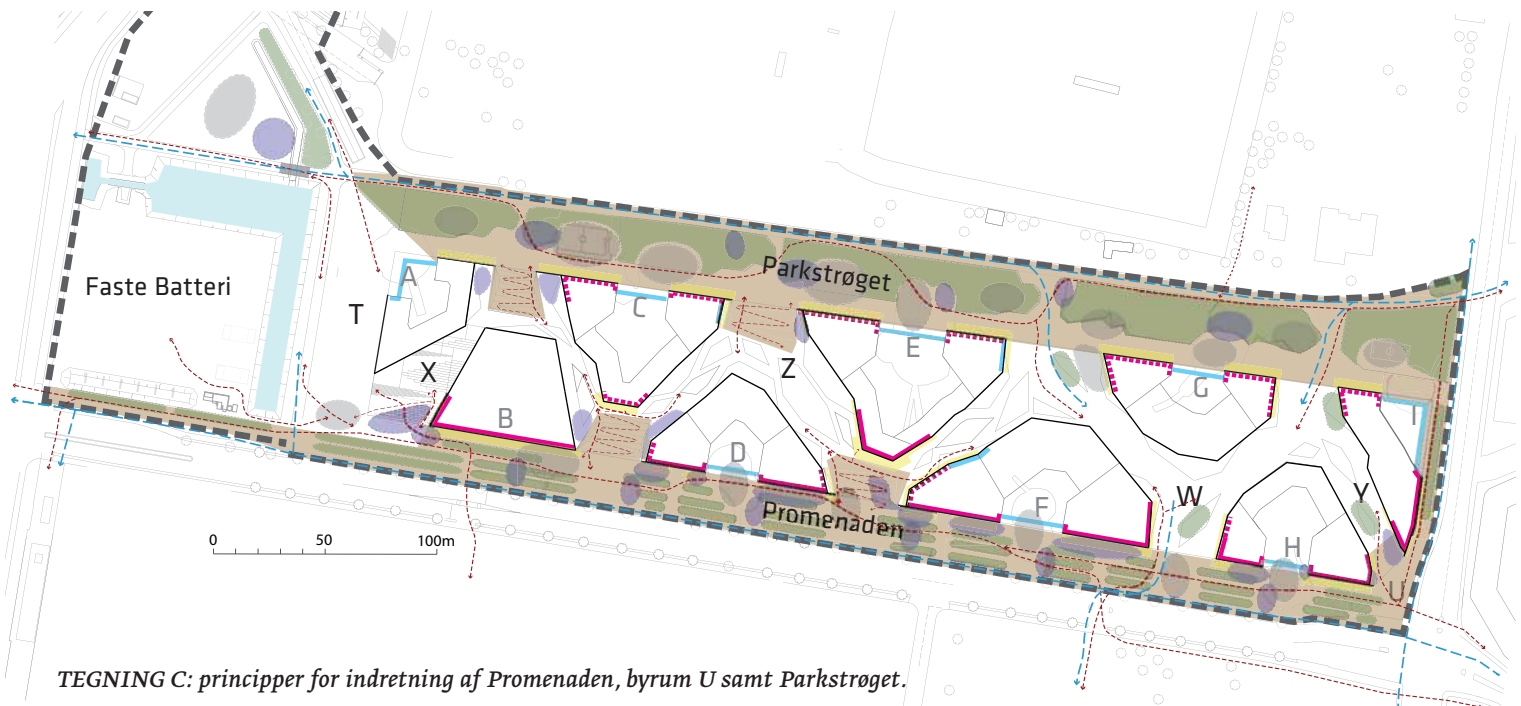 Parkstrøget
Faste Batteri
A
T
C
E
Z
X
G
B
I
D
W
Y
F
Promenaden
H
0 50 100m
U
TEGNING C: principper for indretning af Promenaden, byrum U samt Parkstrøget.